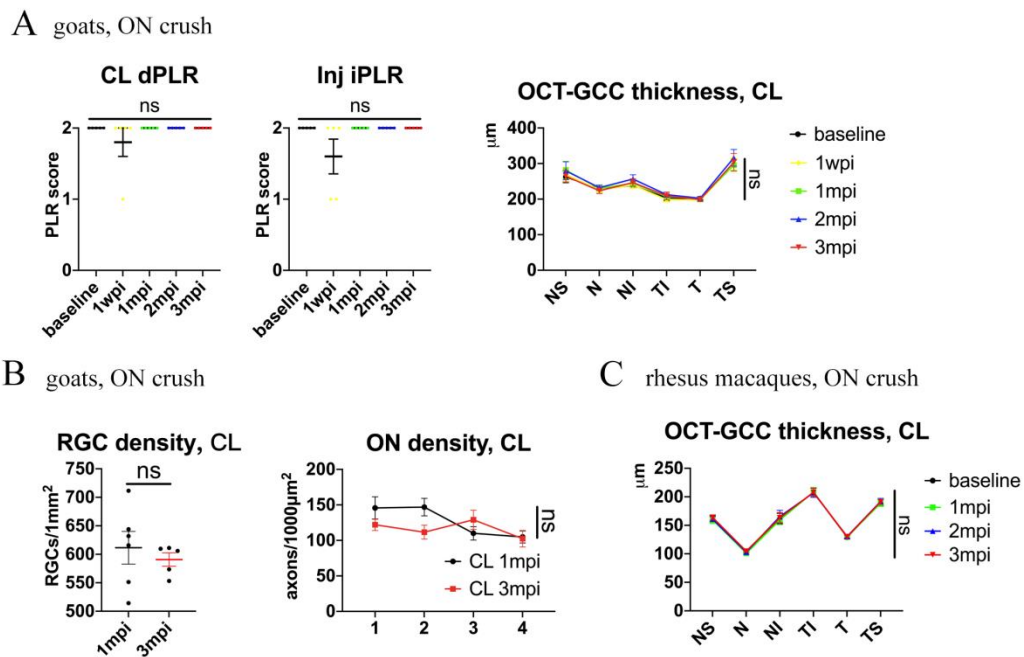 A goats, ON crush
CL dPLR
ns
PLR score
2
1
0
baseline
1wpi
1mpi
2mpi
3mpi
Inj iPLR
ns
PLR score
2
1
0
baseline
1wpi
1mpi
2mpi
3mpi
OCT-GCC thickness, CL
μm
400
300
200
100
0
NS
N
NI
TI
T
TS
ns
baseline
1wpi
1mpi
2mpi
3mpi
B goats, ON crush
RGC density, CL
ns
RGCs/1mm²
750
700
650
600
550
500
1mpi
3mpi
ON density, CL
axons/1000μm²
200
150
100
50
0
1
2
3
4
ns
CL 1mpi
CL 3mpi
C rhesus macaques, ON crush
OCT-GCC thickness, CL
μm
250
200
150
100
50
0
NS
N
NI
TI
T
TS
ns
baseline
1mpi
2mpi
3mpi